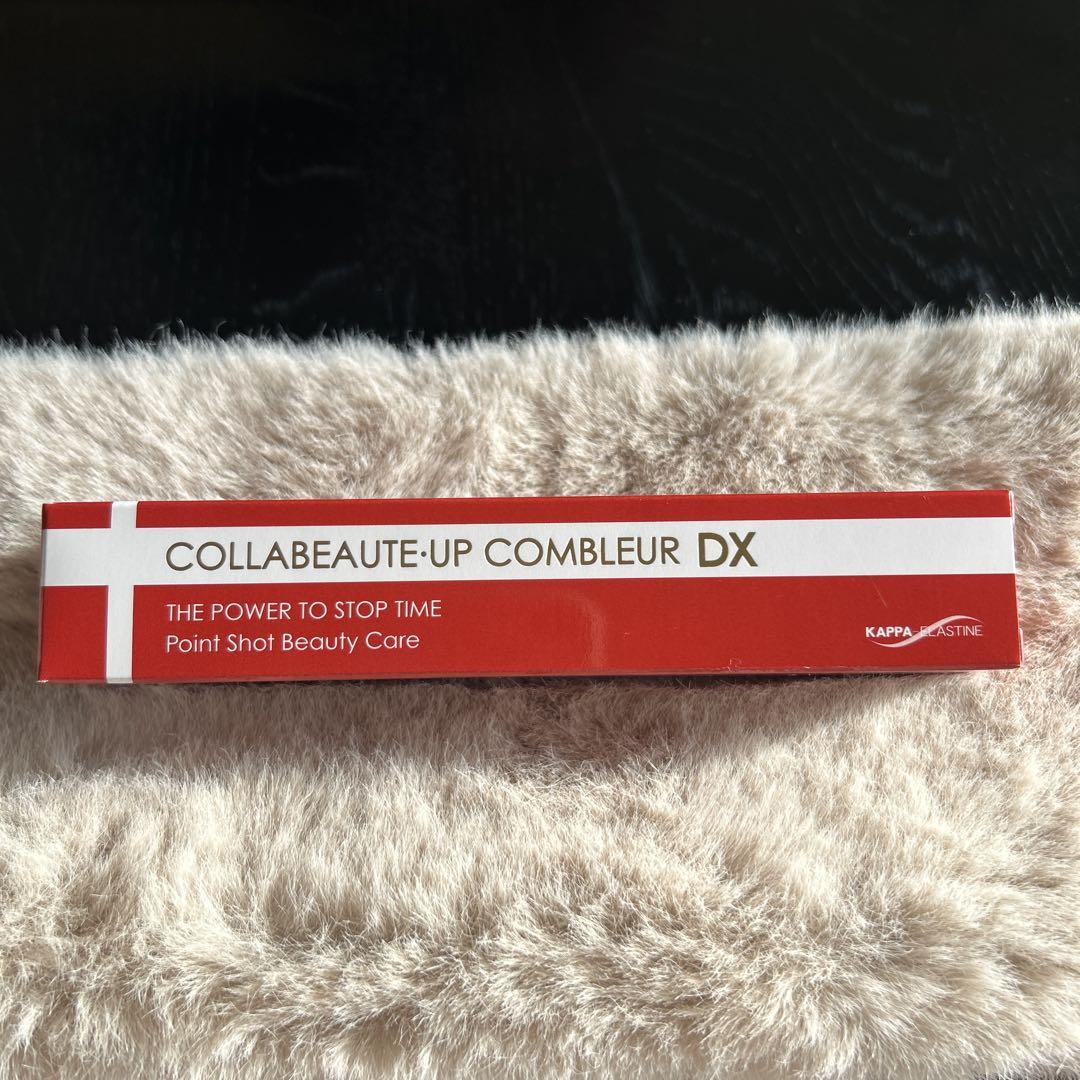 COLLABEAUTE·UP COMBLEUR DX
THE POWER TO STOP TIME
Point Shot Beauty Care
KAPPA-ELASTINE